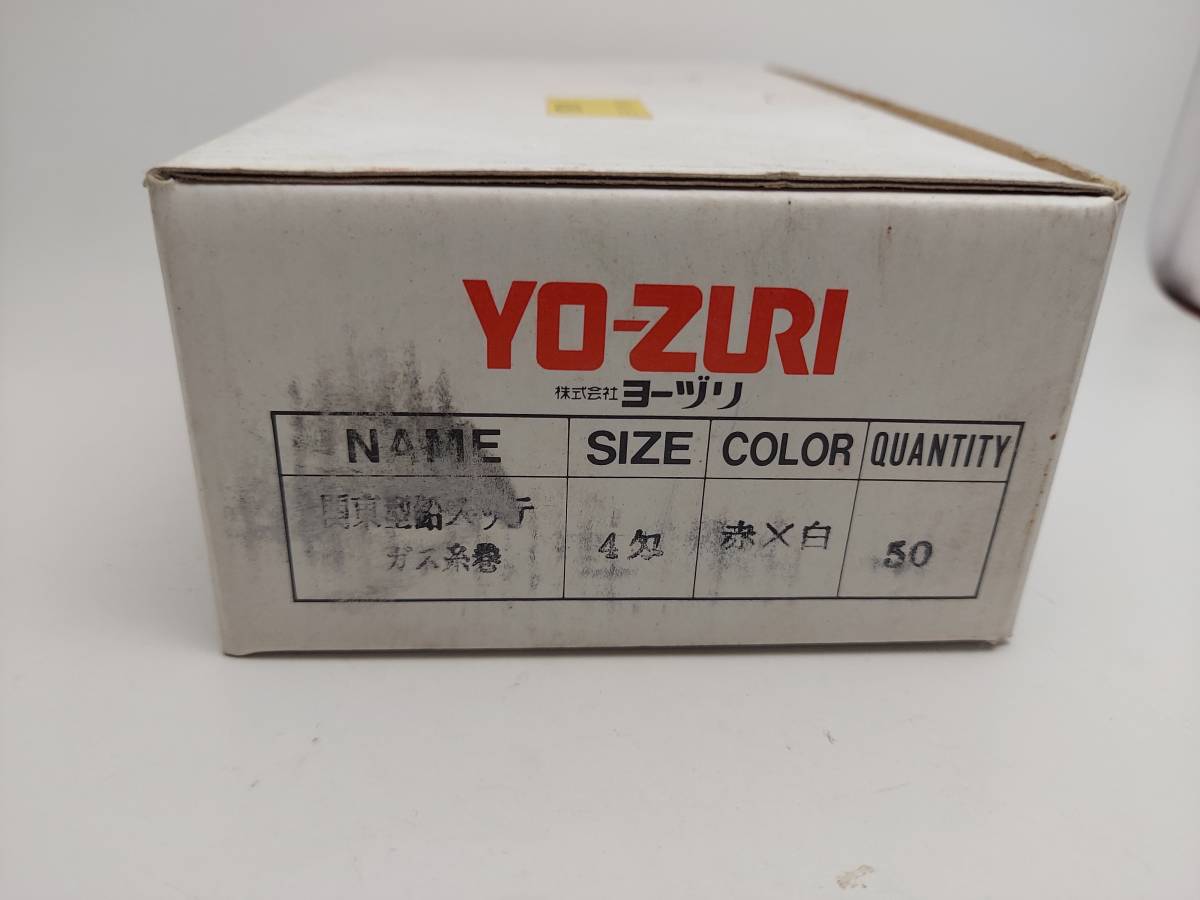 YO-ZURI
株式会社 ヨーヅリ
NAME SIZE COLOR QUANTITY
関東型鉛スッテ 4匁 赤×白 50
ガス糸巻